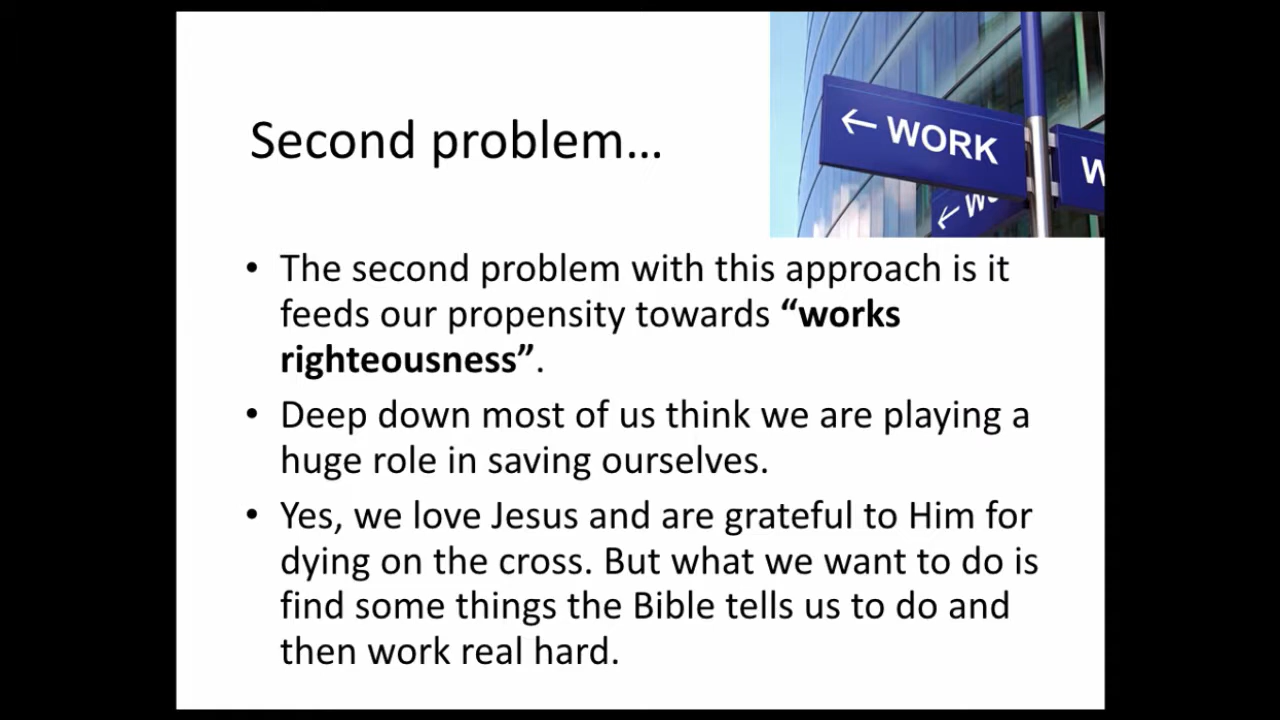 Second problem...
← WORK
W
← W
• The second problem with this approach is it
feeds our propensity towards “works
righteousness”.
• Deep down most of us think we are playing a
huge role in saving ourselves.
• Yes, we love Jesus and are grateful to Him for
dying on the cross. But what we want to do is
find some things the Bible tells us to do and
then work real hard.